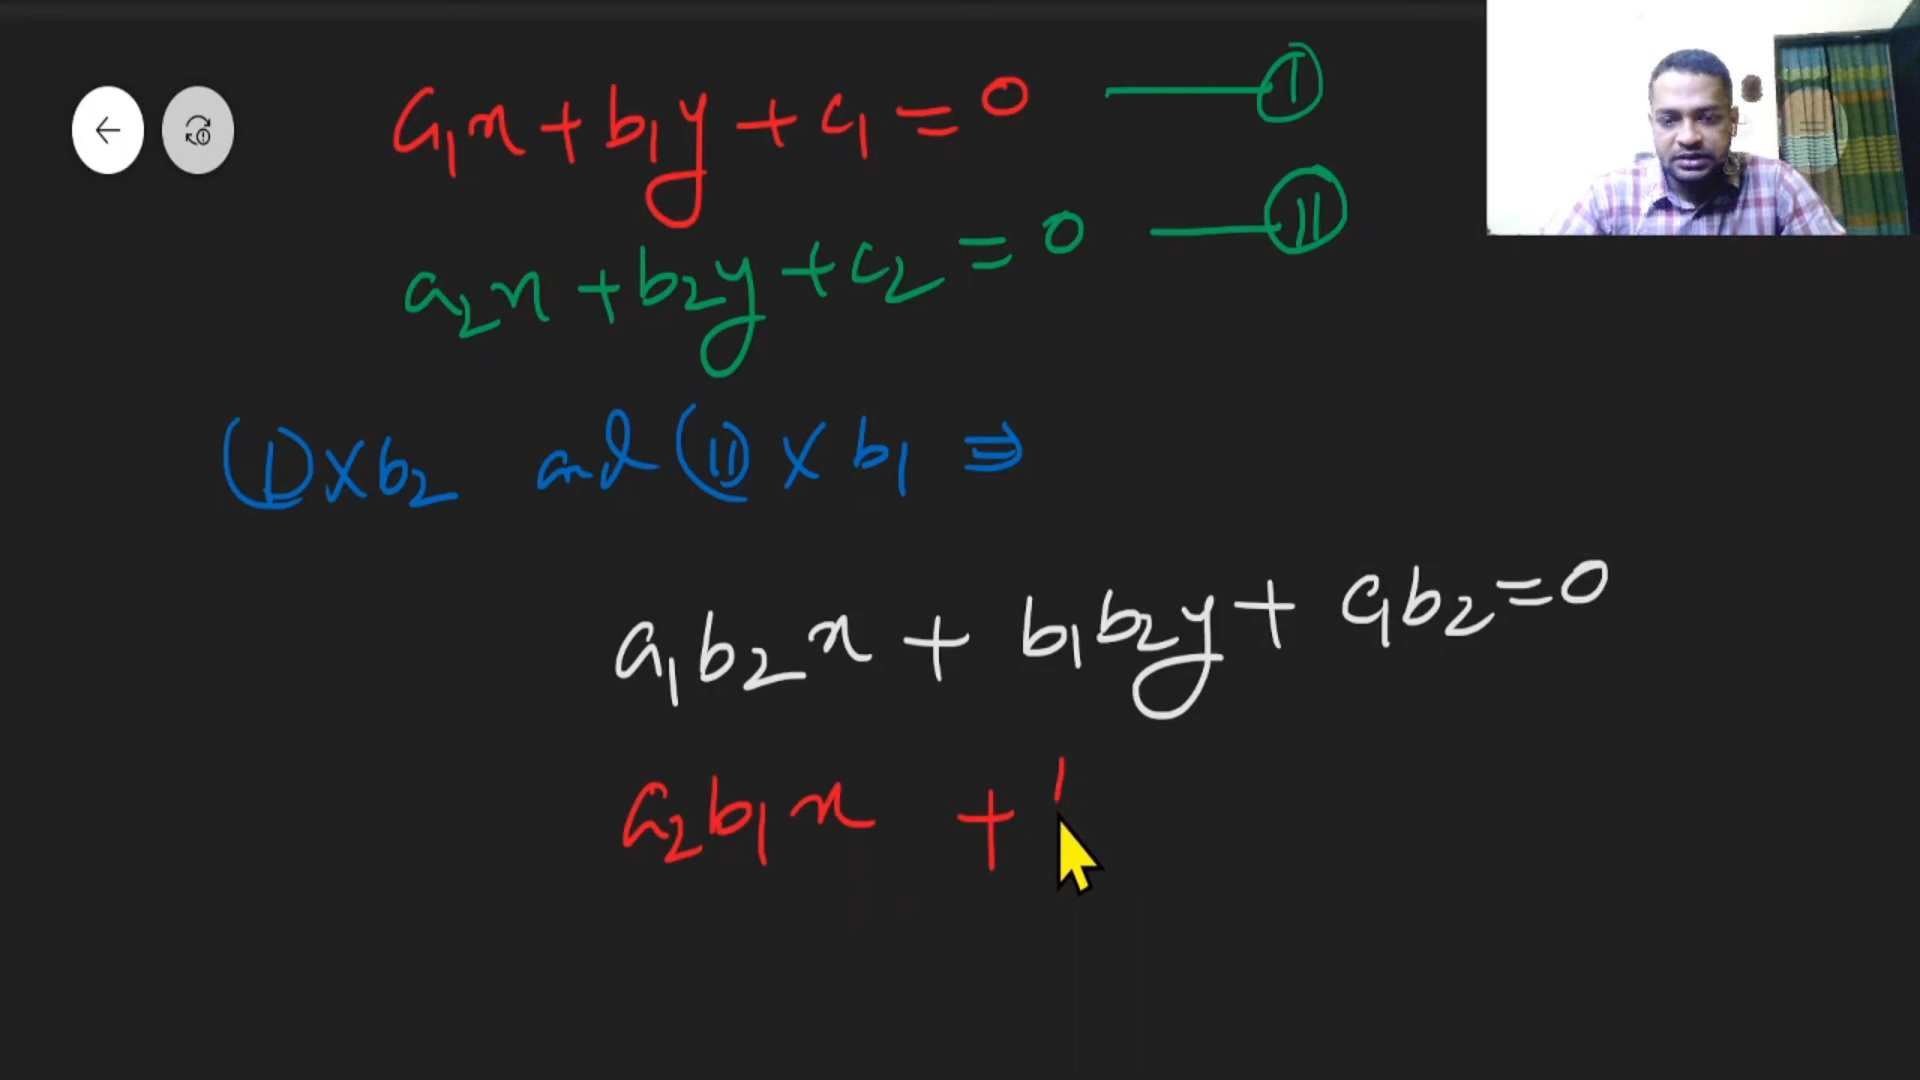 a₁x + b₁y + c₁ = 0 —— I
a₂x + b₂y + c₂ = 0 —— II
(I) × b₂ and (II) × b₁ ⇒
a₁b₂x + b₁b₂y + c₁b₂ = 0
a₂b₁x +